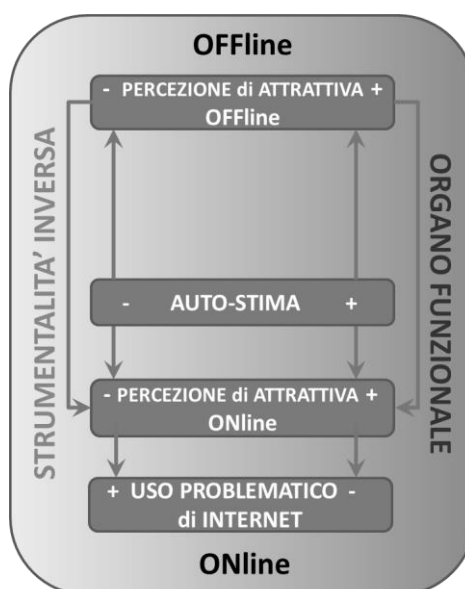 OFFline
- PERCEZIONE di ATTRATTIVA +
OFFline
STRUMENTALITA’ INVERSA
ORGANO FUNZIONALE
- AUTO-STIMA +
- PERCEZIONE di ATTRATTIVA +
ONline
+ USO PROBLEMATICO -
di INTERNET
ONline